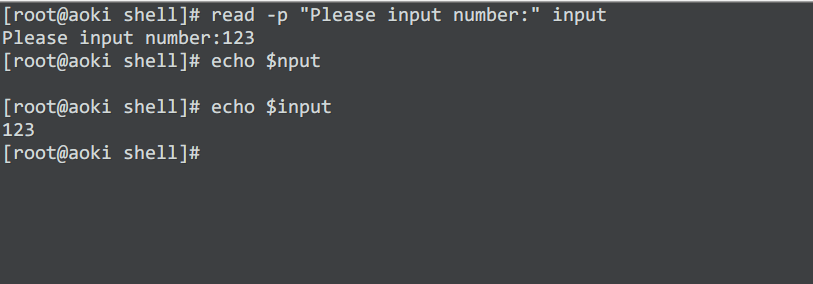 [root@aoki shell]# read -p "Please input number:" input
Please input number:123
[root@aoki shell]# echo $nput
[root@aoki shell]# echo $input
123
[root@aoki shell]#